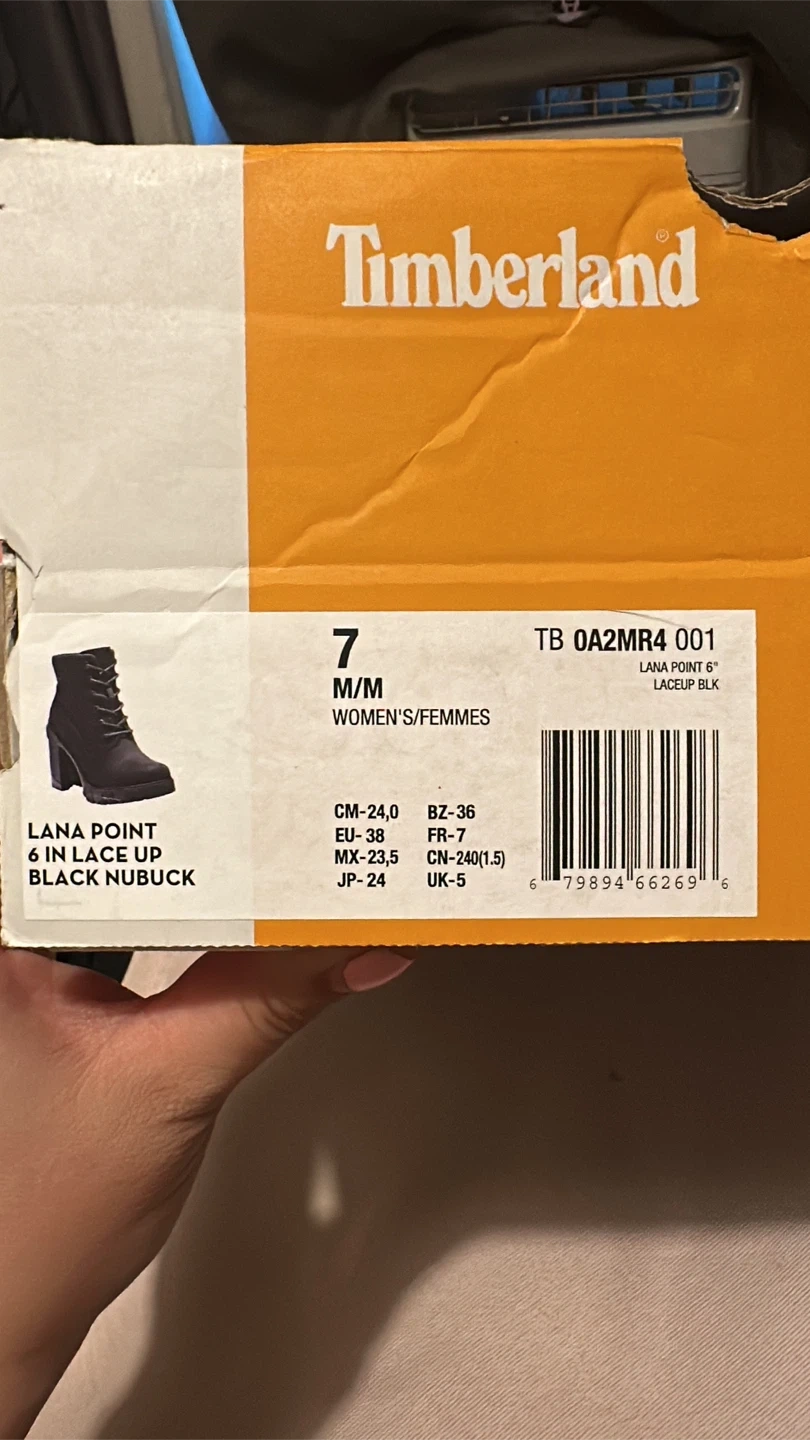 Timberland®
LANA POINT
6 IN LACE UP
BLACK NUBUCK
7
M/M
WOMEN'S/FEMMES
CM-24,0 BZ-36
EU-38 FR-7
MX-23,5 CN-240(1.5)
JP-24 UK-5
TB 0A2MR4 001
LANA POINT 6"
LACEUP BLK
6 79894 66269 6